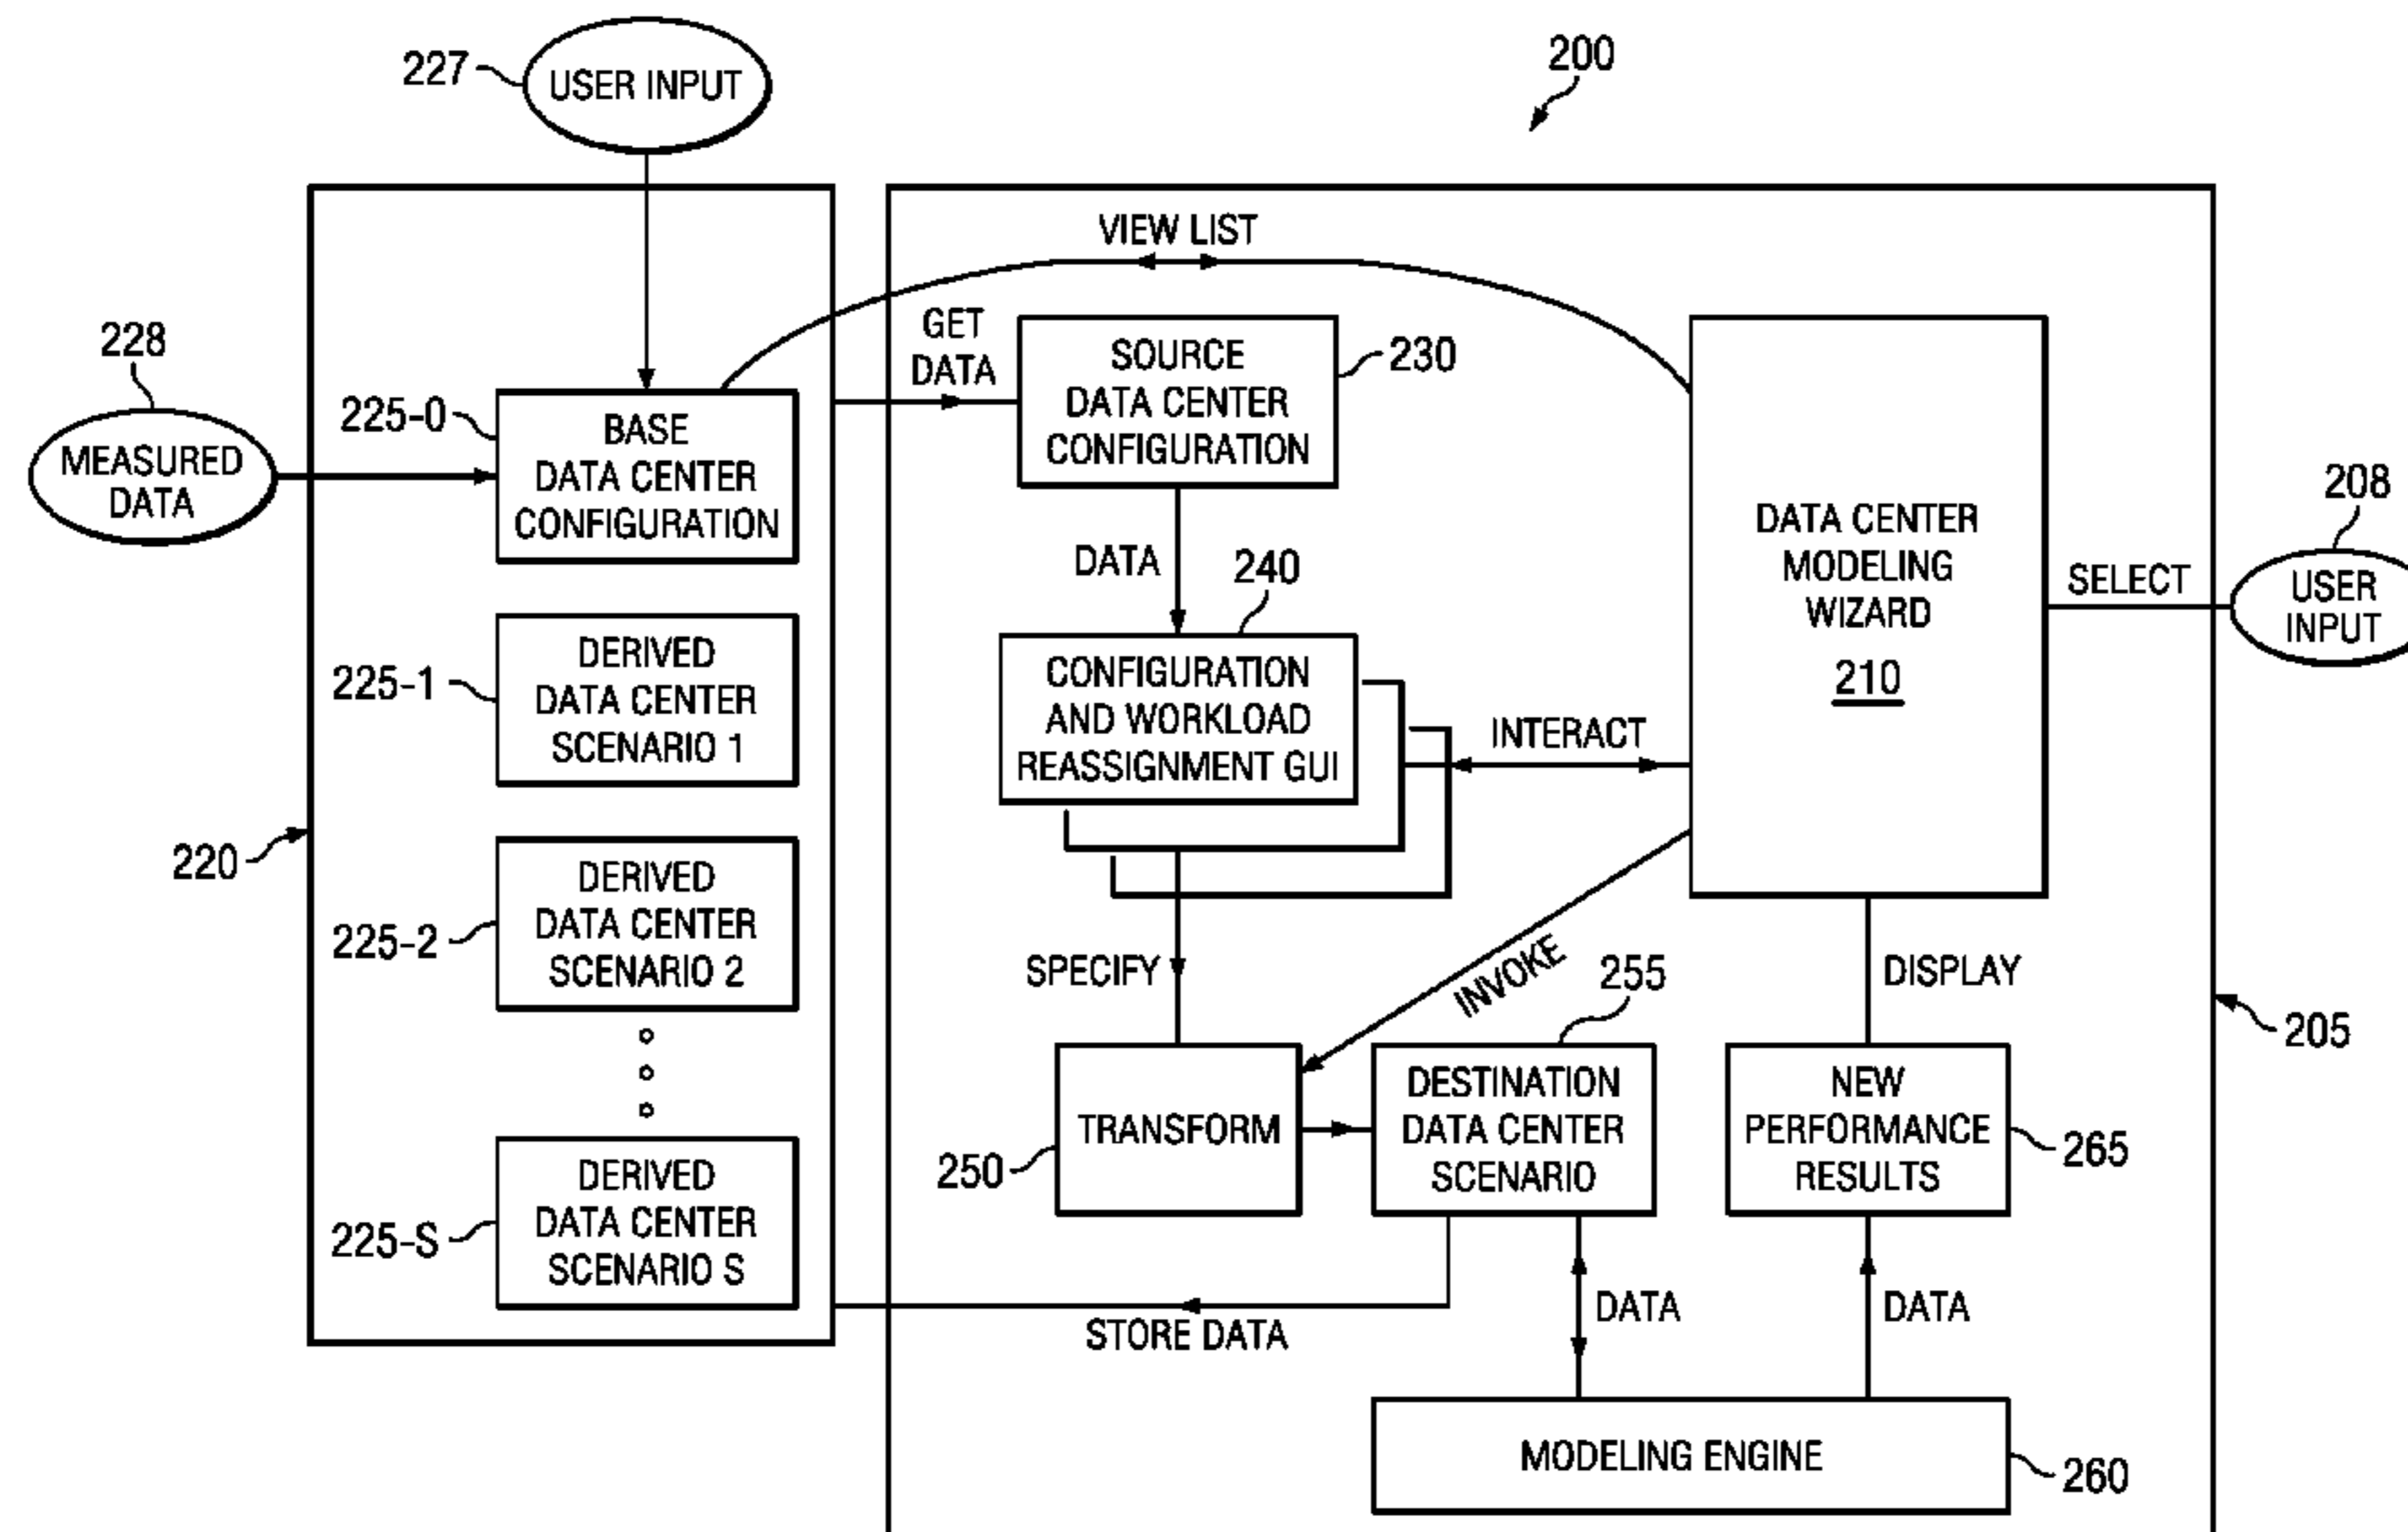 200
227
USER INPUT
VIEW LIST
228
MEASURED
DATA
225-0
BASE
DATA CENTER
CONFIGURATION
GET
DATA
SOURCE
DATA CENTER
CONFIGURATION
230
DATA
240
CONFIGURATION
AND WORKLOAD
REASSIGNMENT GUI
INTERACT
DATA CENTER
MODELING
WIZARD
210
SELECT
208
USER
INPUT
225-1
DERIVED
DATA CENTER
SCENARIO 1
220
225-2
DERIVED
DATA CENTER
SCENARIO 2
225-S
DERIVED
DATA CENTER
SCENARIO S
SPECIFY
INVOKE
DISPLAY
205
250
TRANSFORM
255
DESTINATION
DATA CENTER
SCENARIO
NEW
PERFORMANCE
RESULTS
265
STORE DATA
DATA
DATA
MODELING ENGINE
260